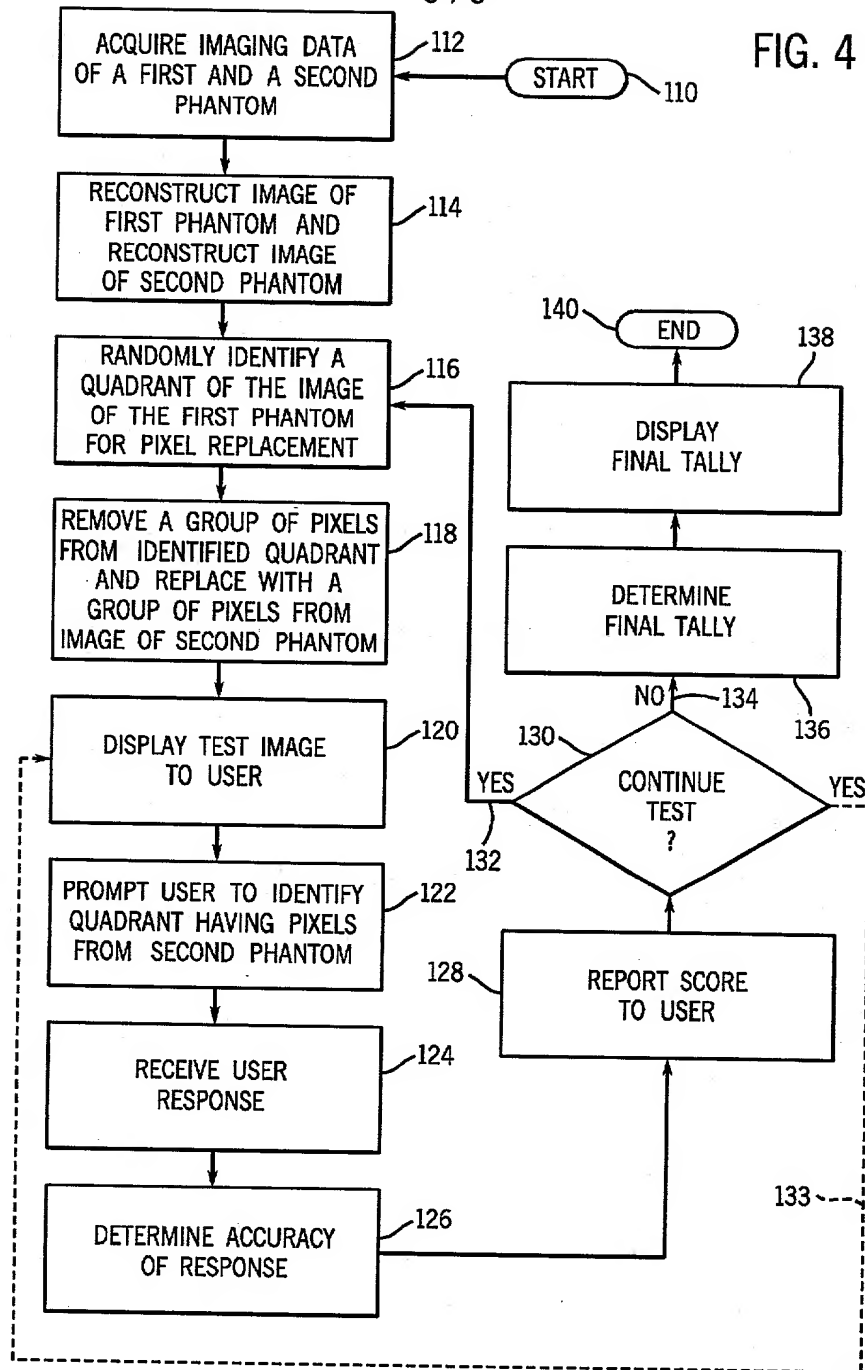 FIG. 4
START
110
ACQUIRE IMAGING DATA
OF A FIRST AND A SECOND
PHANTOM
112
RECONSTRUCT IMAGE OF
FIRST PHANTOM AND
RECONSTRUCT IMAGE
OF SECOND PHANTOM
114
RANDOMLY IDENTIFY A
QUADRANT OF THE IMAGE
OF THE FIRST PHANTOM
FOR PIXEL REPLACEMENT
116
REMOVE A GROUP OF PIXELS
FROM IDENTIFIED QUADRANT
AND REPLACE WITH A
GROUP OF PIXELS FROM
IMAGE OF SECOND PHANTOM
118
DISPLAY TEST IMAGE
TO USER
120
PROMPT USER TO IDENTIFY
QUADRANT HAVING PIXELS
FROM SECOND PHANTOM
122
RECEIVE USER
RESPONSE
124
DETERMINE ACCURACY
OF RESPONSE
126
128
REPORT SCORE
TO USER
130
CONTINUE
TEST
?
YES
132
YES
133
NO
134
DETERMINE
FINAL TALLY
136
DISPLAY
FINAL TALLY
138
140
END